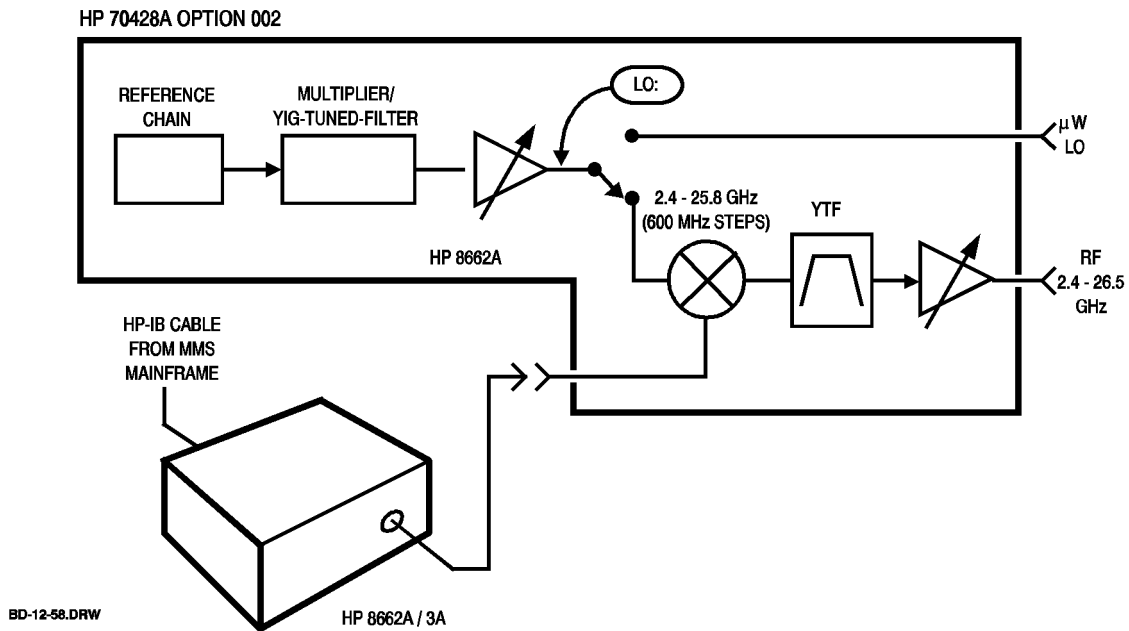 HP 70428A OPTION 002
REFERENCE
CHAIN
MULTIPLIER/
YIG-TUNED-FILTER
LO:
μW
LO
2.4 - 25.8 GHz
(600 MHz STEPS)
YTF
HP 8662A
RF
2.4 - 26.5
GHz
HP-IB CABLE
FROM MMS
MAINFRAME
BD-12-58.DRW
HP 8662A / 3A